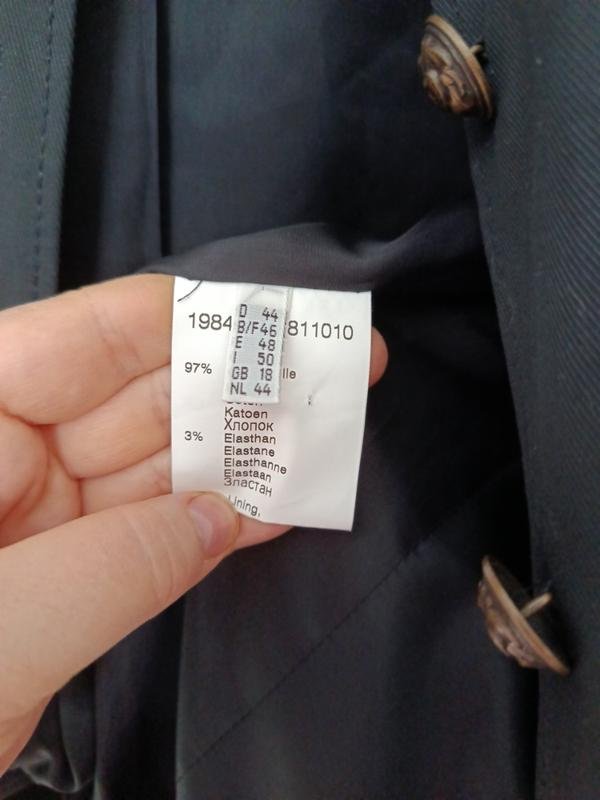 D 44
B/F 46
E 48
I 50
GB 18
NL 44
1984 811010
97% lle
Katoen
Хлопок
3% Elasthan
Elastane
Elasthanne
Elastaan
Эластан
Lining,